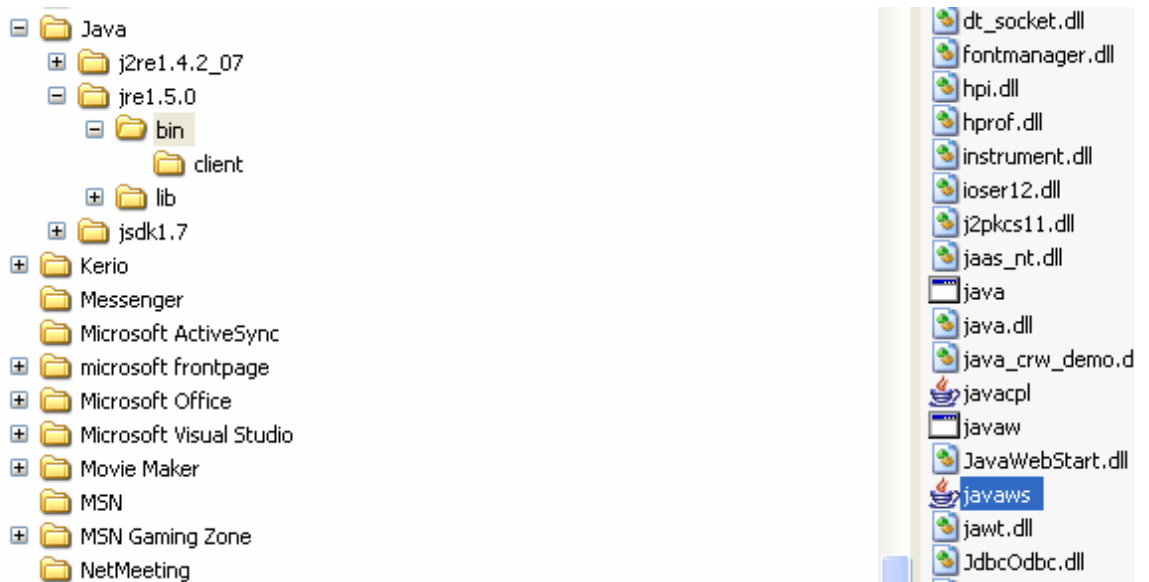 Java
j2re1.4.2_07
jre1.5.0
bin
client
lib
jsdk1.7
Kerio
Messenger
Microsoft ActiveSync
microsoft frontpage
Microsoft Office
Microsoft Visual Studio
Movie Maker
MSN
MSN Gaming Zone
NetMeeting
dt_socket.dll
fontmanager.dll
hpi.dll
hprof.dll
instrument.dll
ioser12.dll
j2pkcs11.dll
jaas_nt.dll
java
java.dll
java_crw_demo.d
javacpl
javaw
JavaWebStart.dll
javaws
jawt.dll
JdbcOdbc.dll